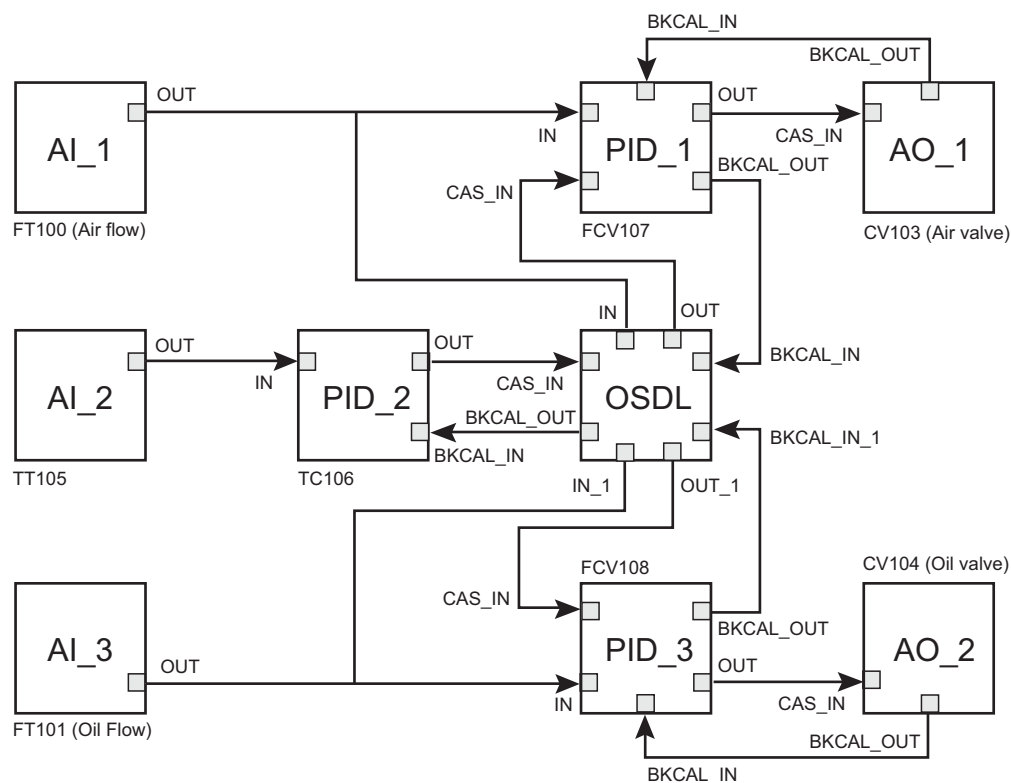 BKCAL_IN
BKCAL_OUT
OUT
AI_1
IN
PID_1
OUT
CAS_IN
AO_1
BKCAL_OUT
CAS_IN
FT100 (Air flow)
FCV107
CV103 (Air valve)
IN
OUT
OUT
AI_2
IN
PID_2
OUT
CAS_IN
OSDL
BKCAL_IN
BKCAL_OUT
BKCAL_IN
BKCAL_IN_1
TT105
TC106
IN_1
OUT_1
FCV108
CV104 (Oil valve)
CAS_IN
AI_3
OUT
IN
PID_3
BKCAL_OUT
OUT
CAS_IN
AO_2
FT101 (Oil Flow)
BKCAL_OUT
BKCAL_IN